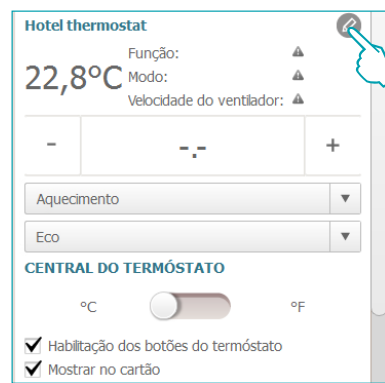 Hotel thermostat
Função:
22,8°C Modo:
Velocidade do ventilador:
- -.- +
Aquecimento
Eco
CENTRAL DO TERMÓSTATO
°C °F
Habilitação dos botões do termóstato
Mostrar no cartão